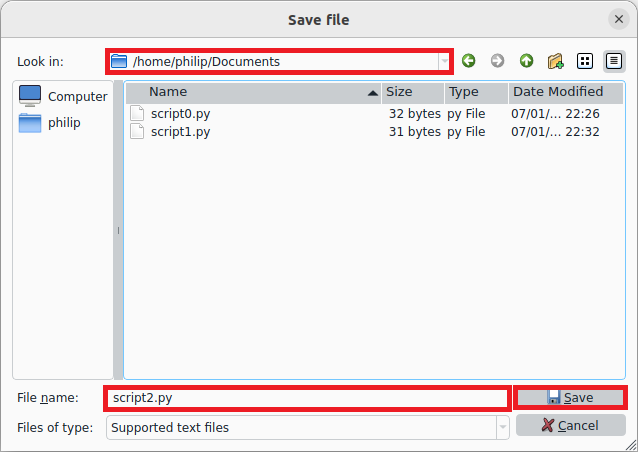 Save file
Look in: /home/philip/Documents
Computer
philip
Name Size Type Date Modified
script0.py 32 bytes py File 07/01/... 22:26
script1.py 31 bytes py File 07/01/... 22:32
File name: script2.py Save
Files of type: Supported text files Cancel